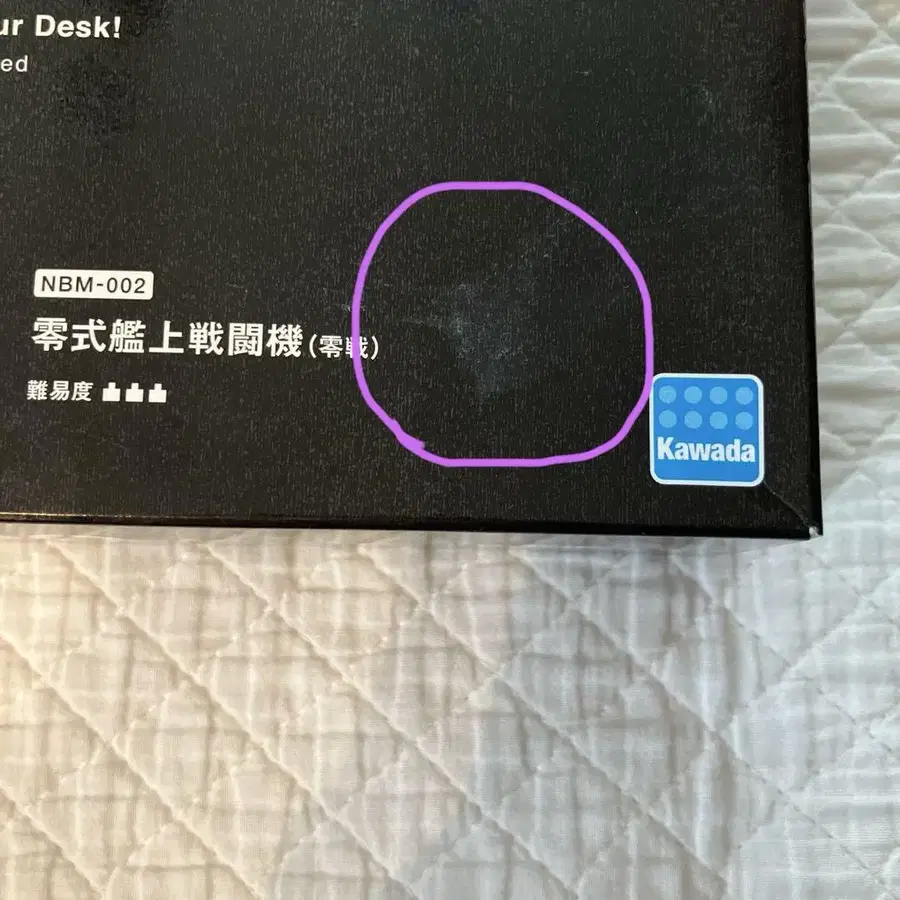 ur Desk!
ed
NBM-002
零式艦上戦闘機(零戦)
難易度
Kawada